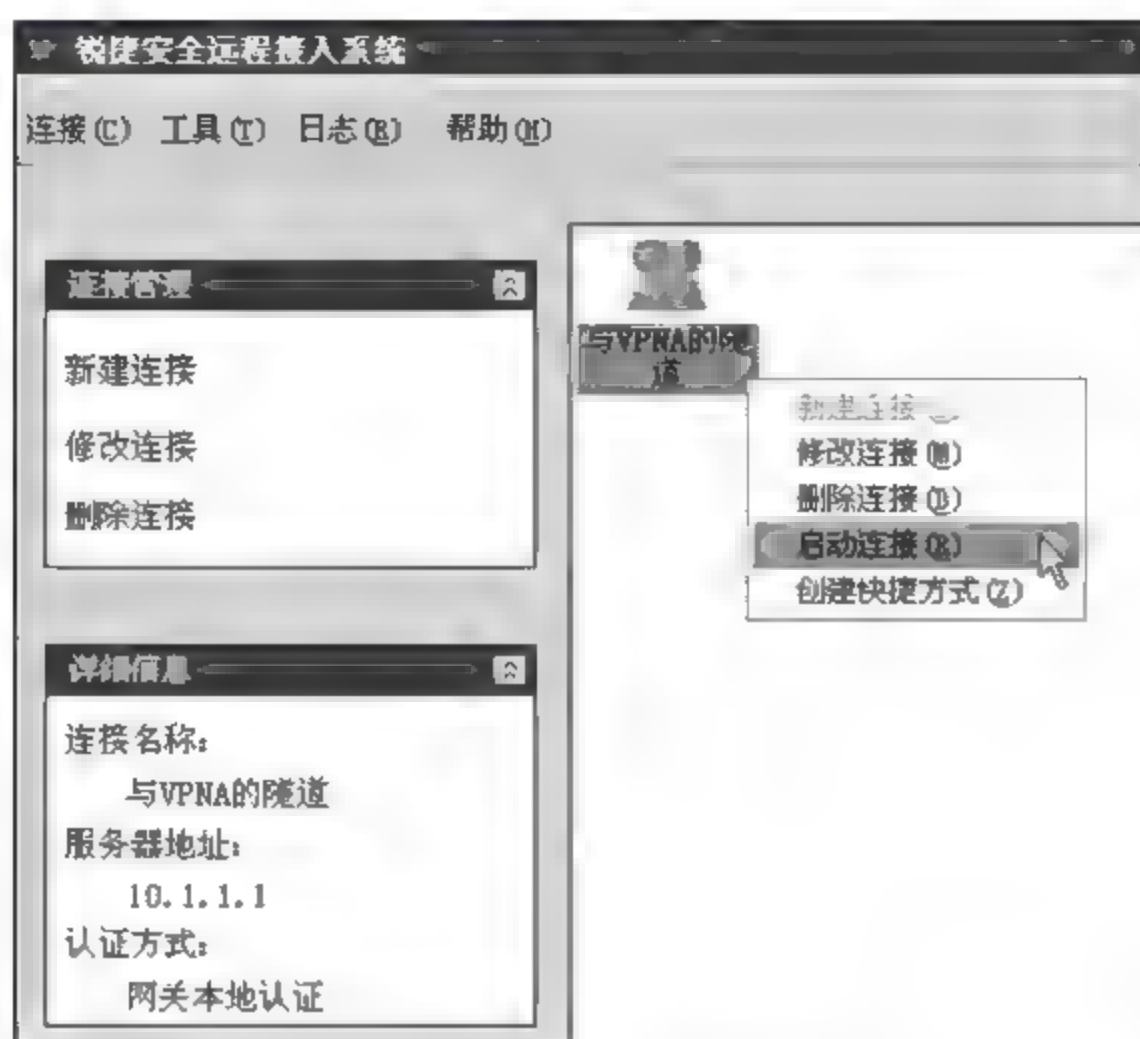 锐捷安全远程接入系统
连接(C) 工具(T) 日志(R) 帮助(H)
连接管理
新建连接
修改连接
删除连接
与VPNA的隧
道
新建连接
修改连接(M)
删除连接(D)
启动连接(R)
创建快捷方式(Z)
详细信息
连接名称:
与VPNA的隧道
服务器地址:
10.1.1.1
认证方式:
网关本地认证